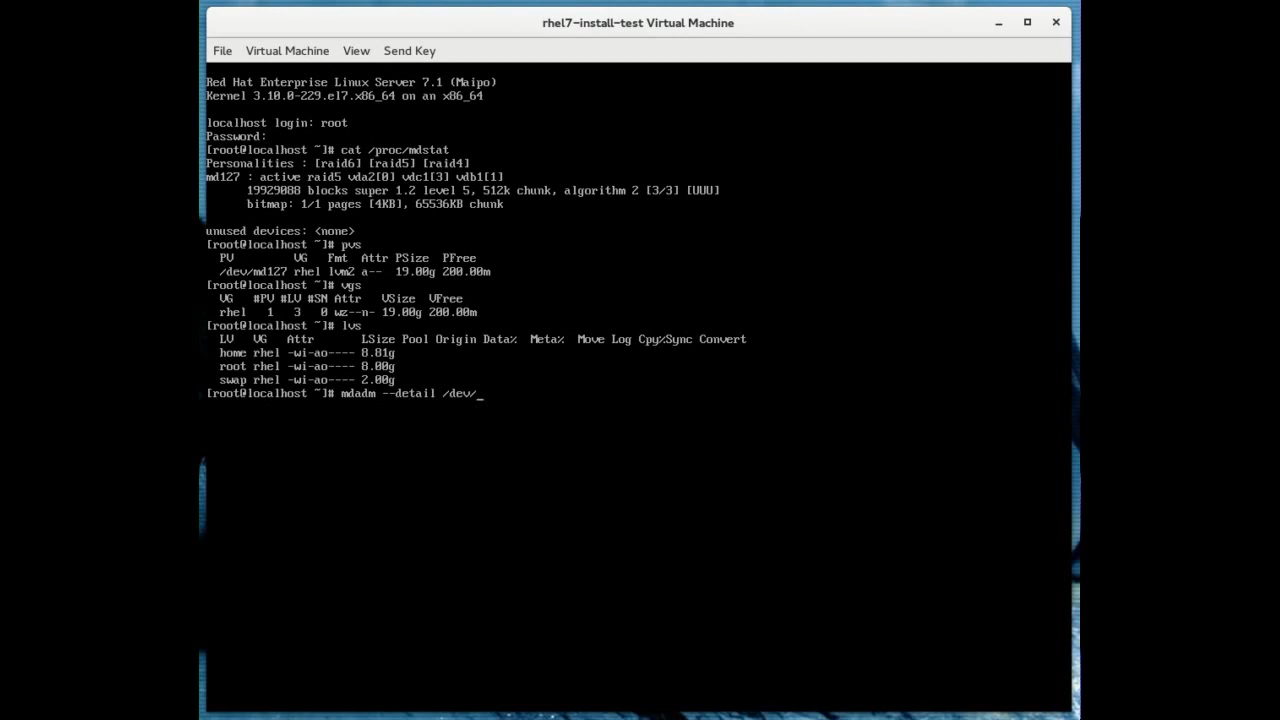 rhel7-install-test Virtual Machine
File Virtual Machine View Send Key
Red Hat Enterprise Linux Server 7.1 (Maipo)
Kernel 3.10.0-229.el7.x86_64 on an x86_64
localhost login: root
Password:
[root@localhost ~]# cat /proc/mdstat
Personalities : [raid6] [raid5] [raid4]
md127 : active raid5 vda2[0] vdc1[3] vdb1[1]
19929088 blocks super 1.2 level 5, 512k chunk, algorithm 2 [3/3] [UUU]
bitmap: 1/1 pages [4KB], 65536KB chunk
unused devices: <none>
[root@localhost ~]# pvs
PV VG Fmt Attr PSize PFree
/dev/md127 rhel lvm2 a-- 19.00g 200.00m
[root@localhost ~]# vgs
VG #PV #LV #SN Attr VSize VFree
rhel 1 3 0 wz--n- 19.00g 200.00m
[root@localhost ~]# lvs
LV VG Attr LSize Pool Origin Data% Meta% Move Log Cpy%Sync Convert
home rhel -wi-ao---- 8.81g
root rhel -wi-ao---- 8.00g
swap rhel -wi-ao---- 2.00g
[root@localhost ~]# mdadm --detail /dev/_